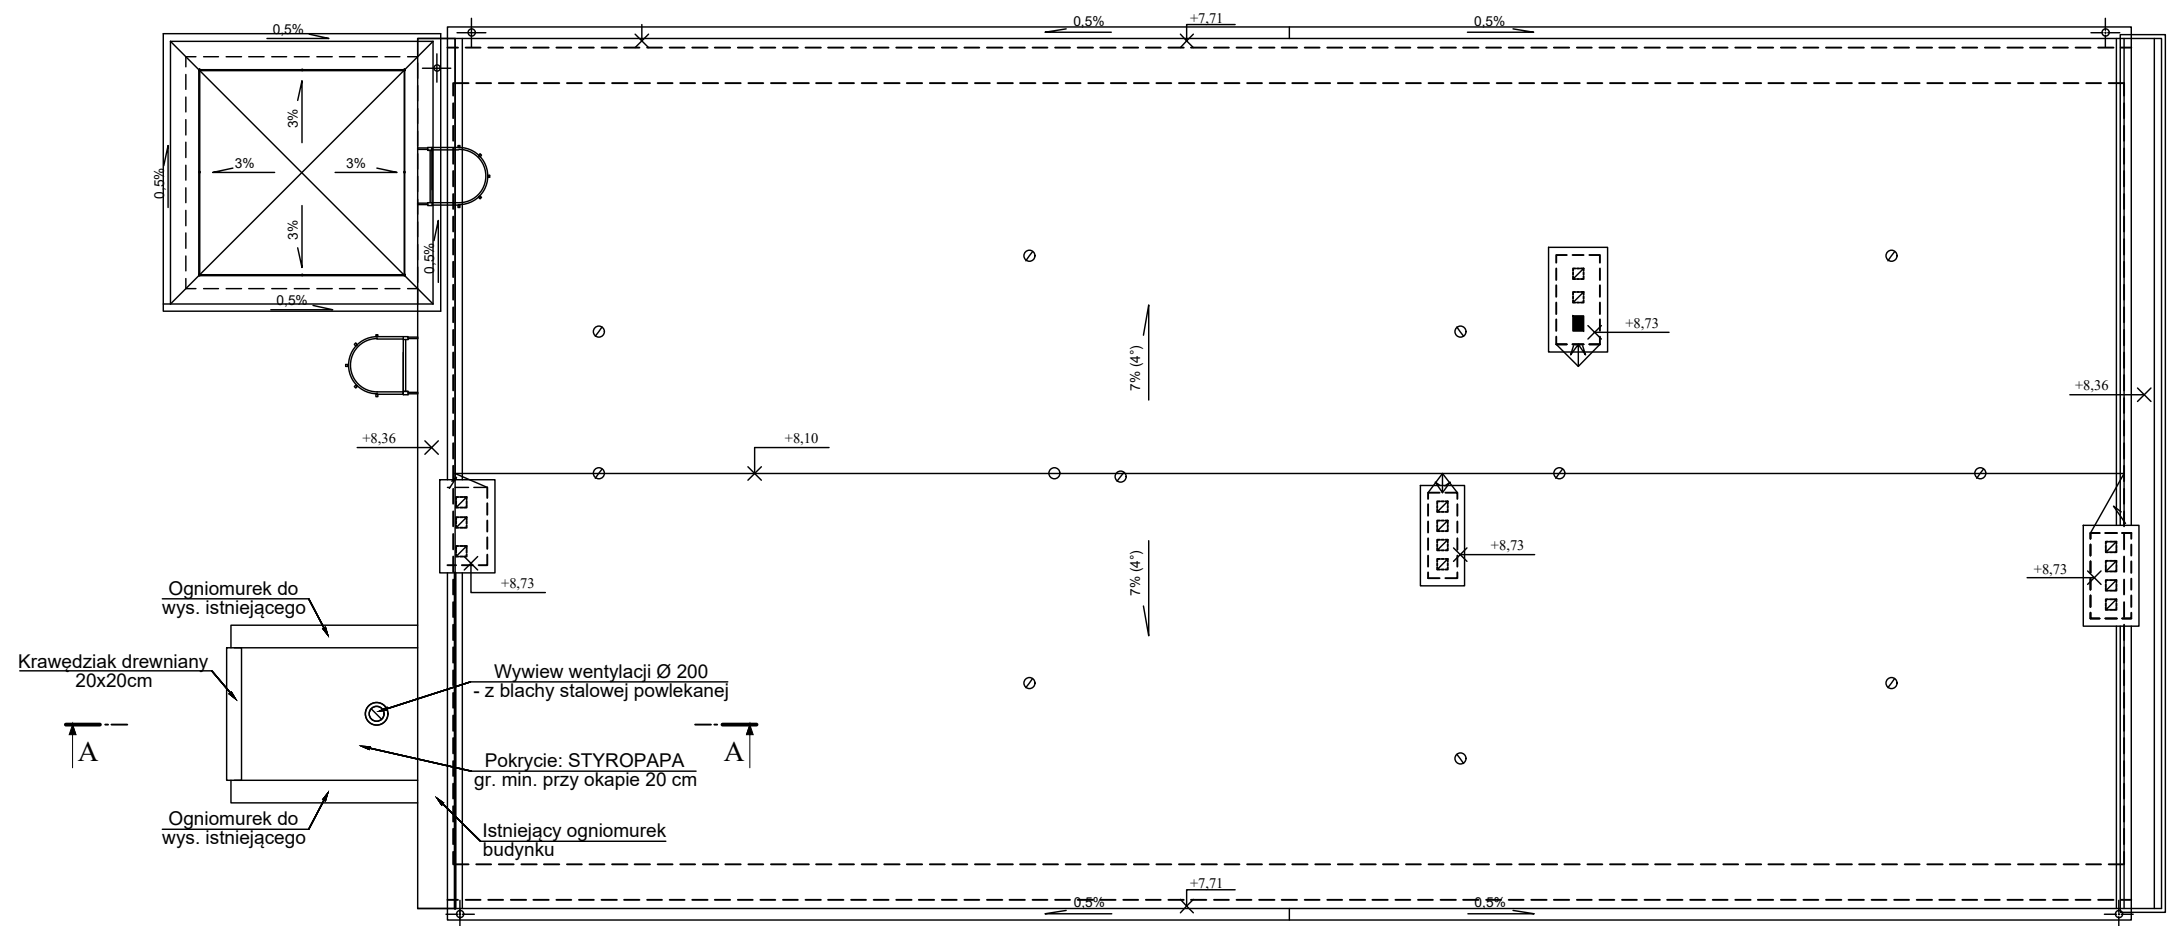 0,5%
0,5%
+7,71
0,5%
3%
3%
3%
0,5%
3%
0,5%
0,5%
+8,73
7% (4°)
+8,36
+8,36
+8,10
+8,73
7% (4°)
+8,73
+8,73
Ogniomurek do
wys. istniejącego
Krawędziak drewniany
20x20cm
Wywiew wentylacji Ø 200
- z blachy stalowej powlekanej
A
A
Pokrycie: STYROPAPA
gr. min. przy okapie 20 cm
Ogniomurek do
wys. istniejącego
Istniejący ogniomurek
budynku
+7,71
0,5%
0,5%